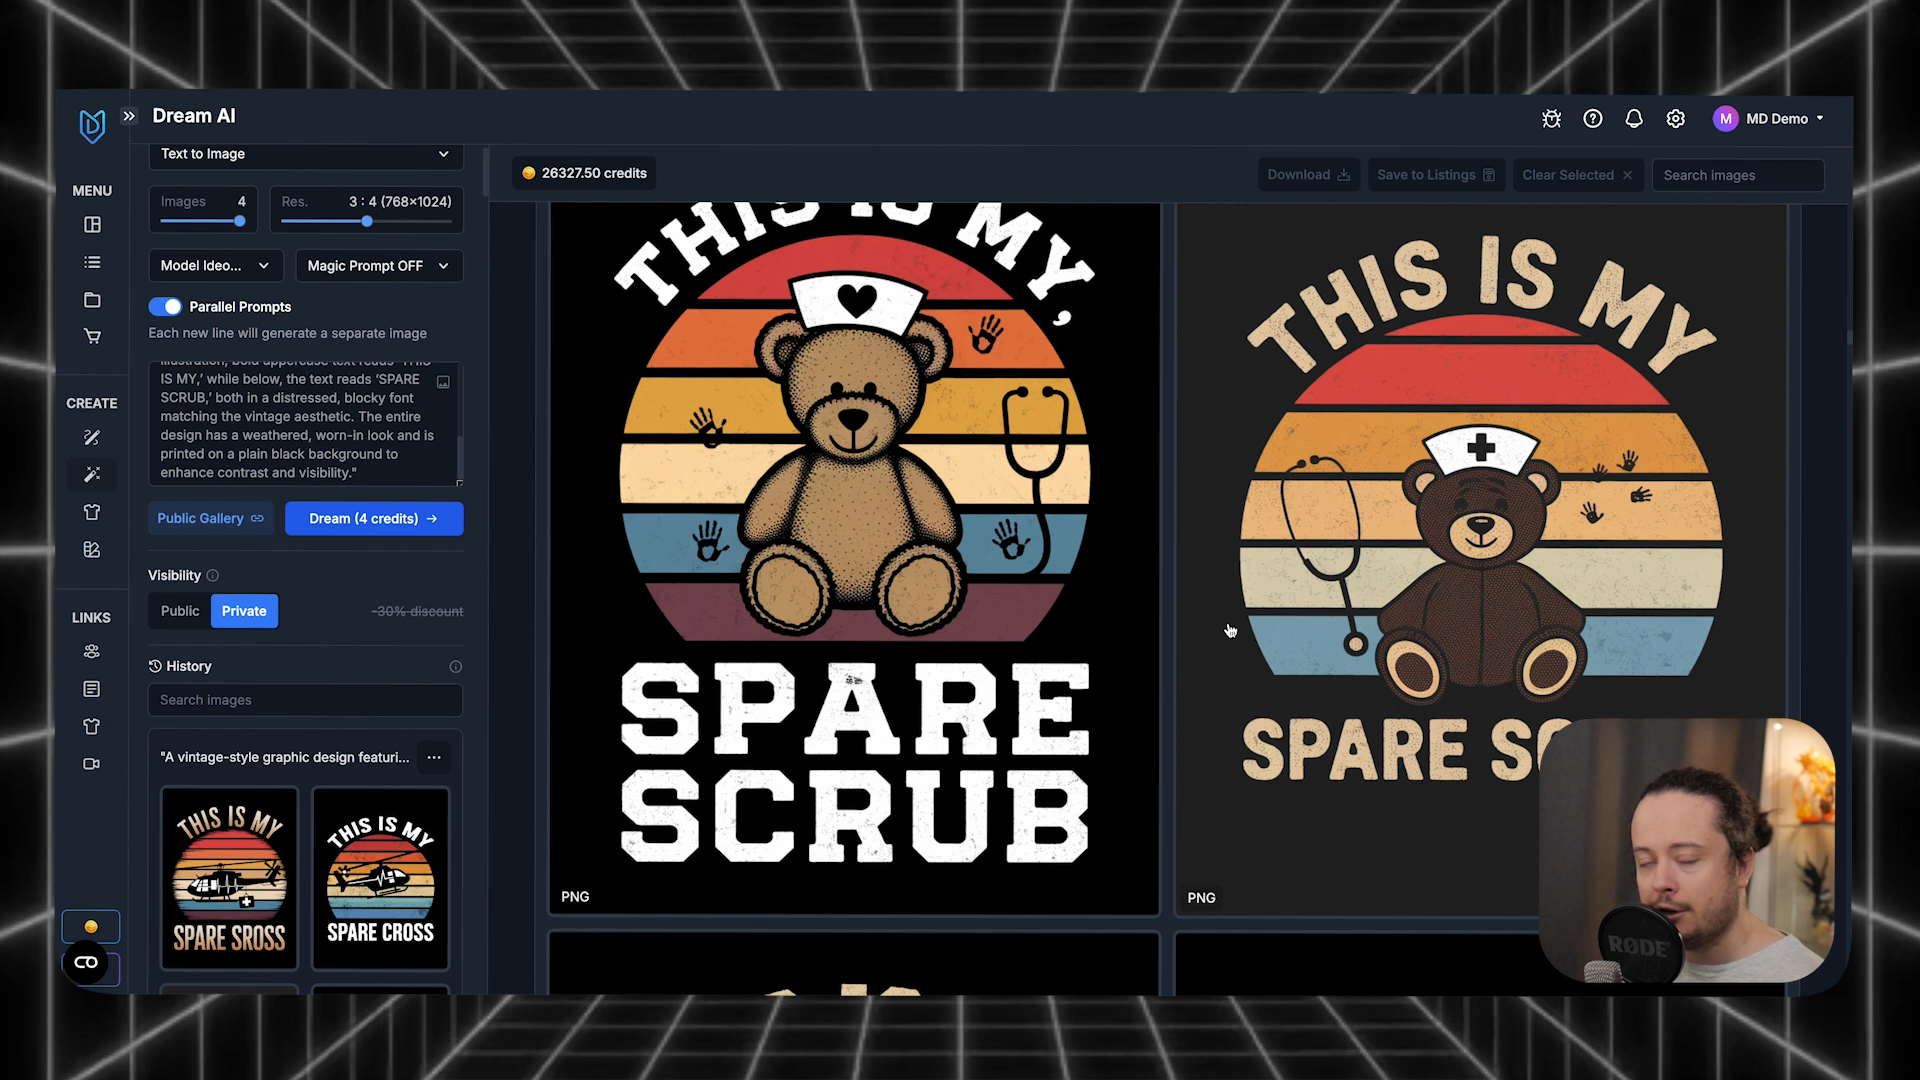 Dream AI
MD Demo
M
Text to Image
26327.50 credits
Download
Save to Listings
Clear Selected
Search images
MENU
Images 4
Res. 3 : 4 (768×1024)
Model Ideo...
Magic Prompt OFF
Parallel Prompts
Each new line will generate a separate image
IS MY,’ while below, the text reads ‘SPARE
SCRUB,’ both in a distressed, blocky font
matching the vintage aesthetic. The entire
design has a weathered, worn-in look and is
printed on a plain black background to
enhance contrast and visibility."
CREATE
Public Gallery
Dream (4 credits)
Visibility
Public
Private
-30% discount
LINKS
History
Search images
"A vintage-style graphic design featuri...
THIS IS MY
SPARE SROSS
THIS IS MY
SPARE CROSS
THIS IS MY,
SPARE
SCRUB
PNG
THIS IS MY
SPARE
PNG
RØDE